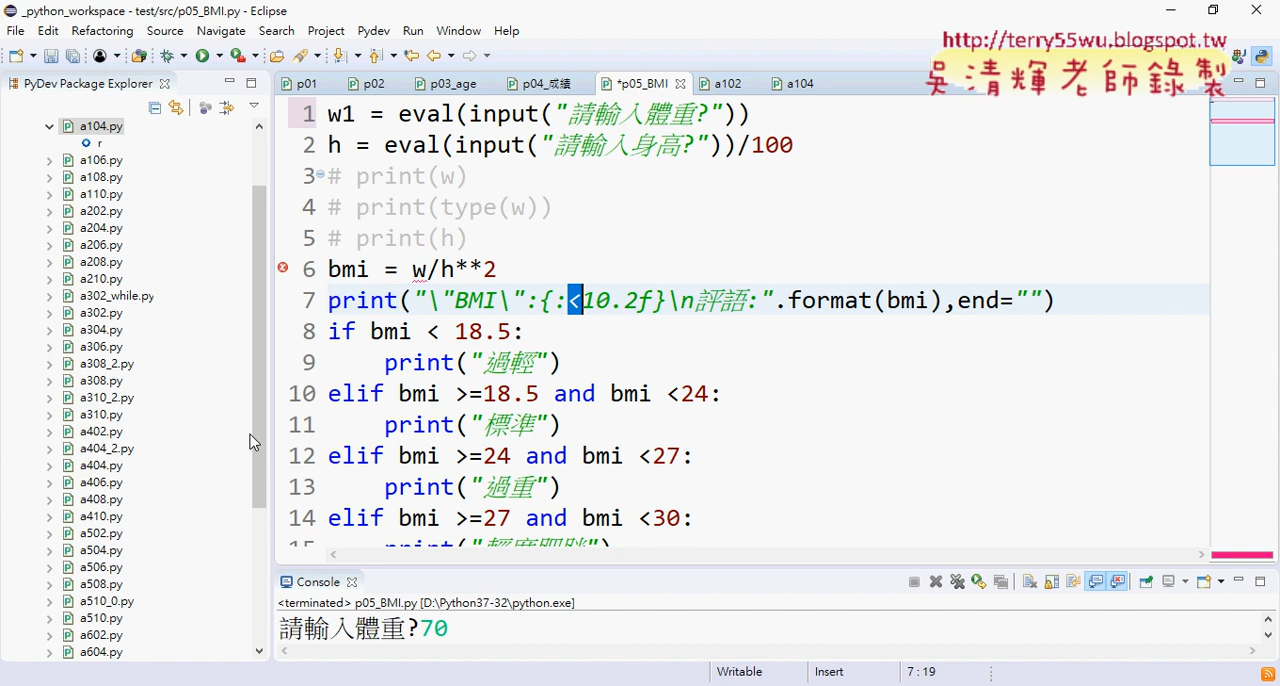 _python_workspace - test/src/p05_BMI.py - Eclipse
File Edit Refactoring Source Navigate Search Project Pydev Run Window Help
http://terry55wu.blogspot.tw
吳清輝老師錄製
PyDev Package Explorer
p01 p02 p03_age p04_成績 *p05_BMI a102 a104
a104.py
r
a106.py
a108.py
a110.py
a202.py
a204.py
a206.py
a208.py
a210.py
a302_while.py
a302.py
a304.py
a306.py
a308_2.py
a308.py
a310_2.py
a310.py
a402.py
a404_2.py
a404.py
a406.py
a408.py
a410.py
a502.py
a504.py
a506.py
a508.py
a510_0.py
a510.py
a602.py
a604.py
1 w1 = eval(input("請輸入體重?"))
2 h = eval(input("請輸入身高?"))/100
3 # print(w)
4 # print(type(w))
5 # print(h)
6 bmi = w/h**2
7 print("\"BMI\":{:<10.2f}\n評語:".format(bmi),end="")
8 if bmi < 18.5:
9 print("過輕")
10 elif bmi >=18.5 and bmi <24:
11 print("標準")
12 elif bmi >=24 and bmi <27:
13 print("過重")
14 elif bmi >=27 and bmi <30:
15 print("輕度肥胖")
Console
<terminated> p05_BMI.py [D:\Python37-32\python.exe]
請輸入體重?70
Writable Insert 7 : 19